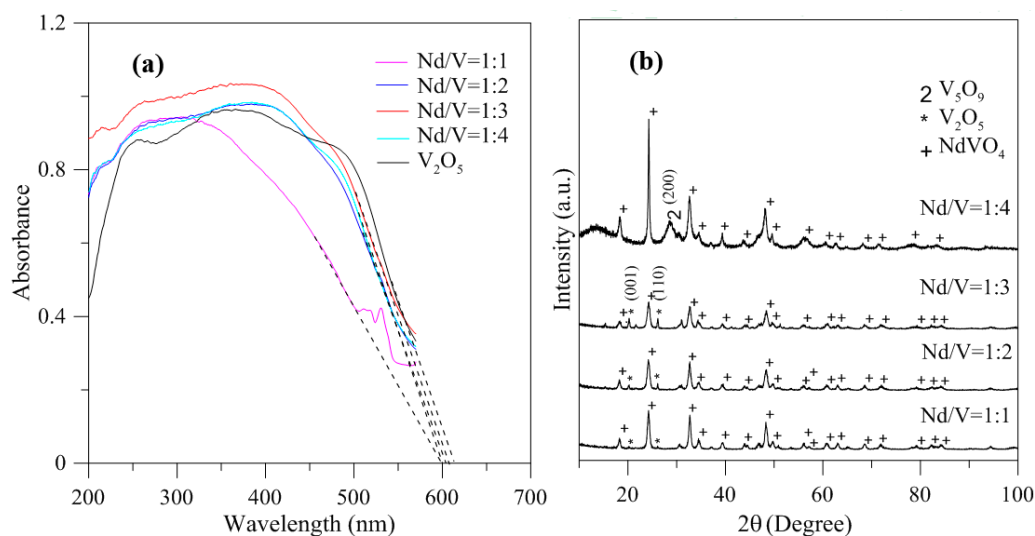 (a)
Nd/V=1:1
Nd/V=1:2
Nd/V=1:3
Nd/V=1:4
V₂O₅
Absorbance
1.2
0.8
0.4
0
200 300 400 500 600 700
Wavelength (nm)
(b)
2 V₅O₉
* V₂O₅
+ NdVO₄
Intensity (a.u.)
2 (200)
Nd/V=1:4
(001) (110)
Nd/V=1:3
Nd/V=1:2
Nd/V=1:1
20 40 60 80 100
2θ (Degree)